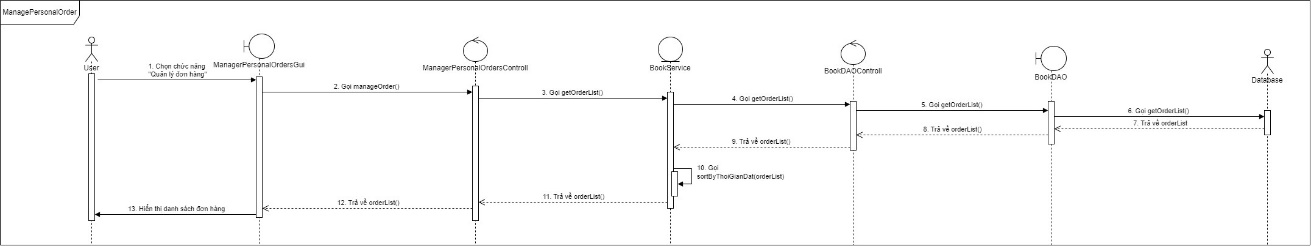 ManagePersonalOrder
User
ManagerPersonalOrdersGui
ManagerPersonalOrdersControll
BookService
BookDAOControll
BookDAO
Database
1. Chọn chức năng
"Quản lý đơn hàng"
2. Gọi manageOrder()
3. Gọi getOrderList()
4. Gọi getOrderList()
5. Gọi getOrderList()
6. Gọi getOrderList()
7. Trả về orderList
8. Trả về orderList()
9. Trả về orderList()
10. Gọi
sortByThoiGianDat(orderList)
11. Trả về orderList()
12. Trả về orderList()
13. Hiển thi danh sách đơn hàng